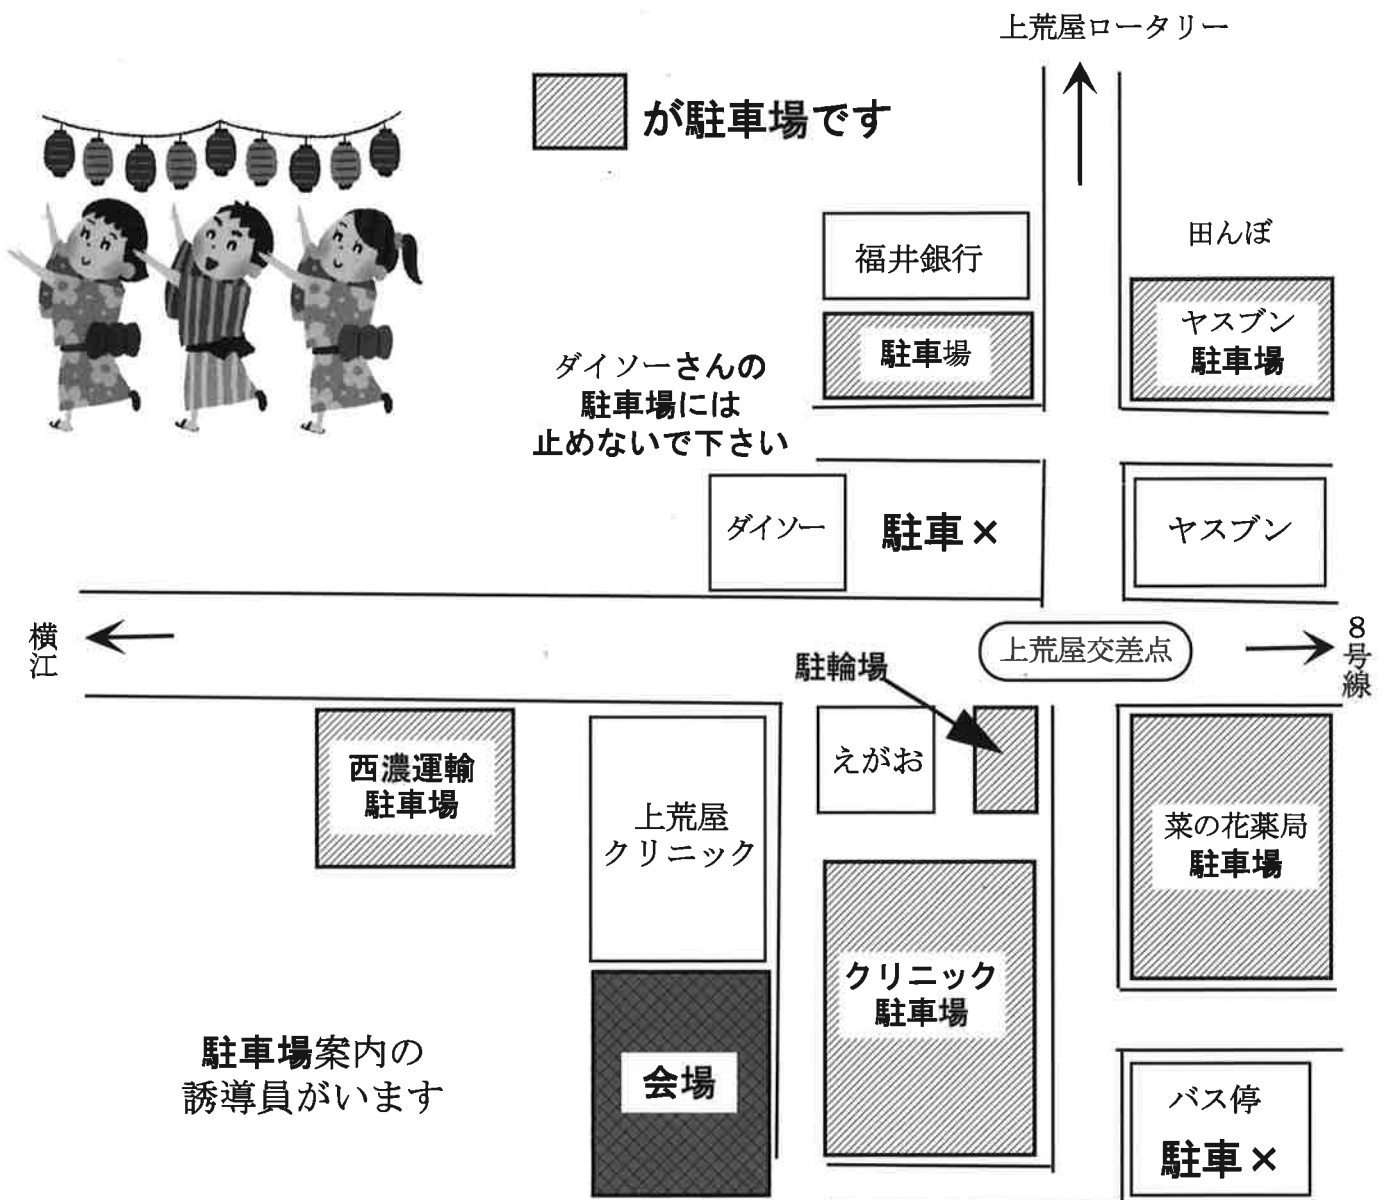 上荒屋ロータリー
が駐車場です
福井銀行
田んぼ
駐車場
ヤスブン
駐車場
ダイソーさんの
駐車場には
止めないで下さい
ダイソー
駐車×
ヤスブン
横江
上荒屋交差点
8号線
駐輪場
西濃運輸
駐車場
上荒屋
クリニック
えがお
菜の花薬局
駐車場
クリニック
駐車場
駐車場案内の
誘導員がいます
会場
バス停
駐車×